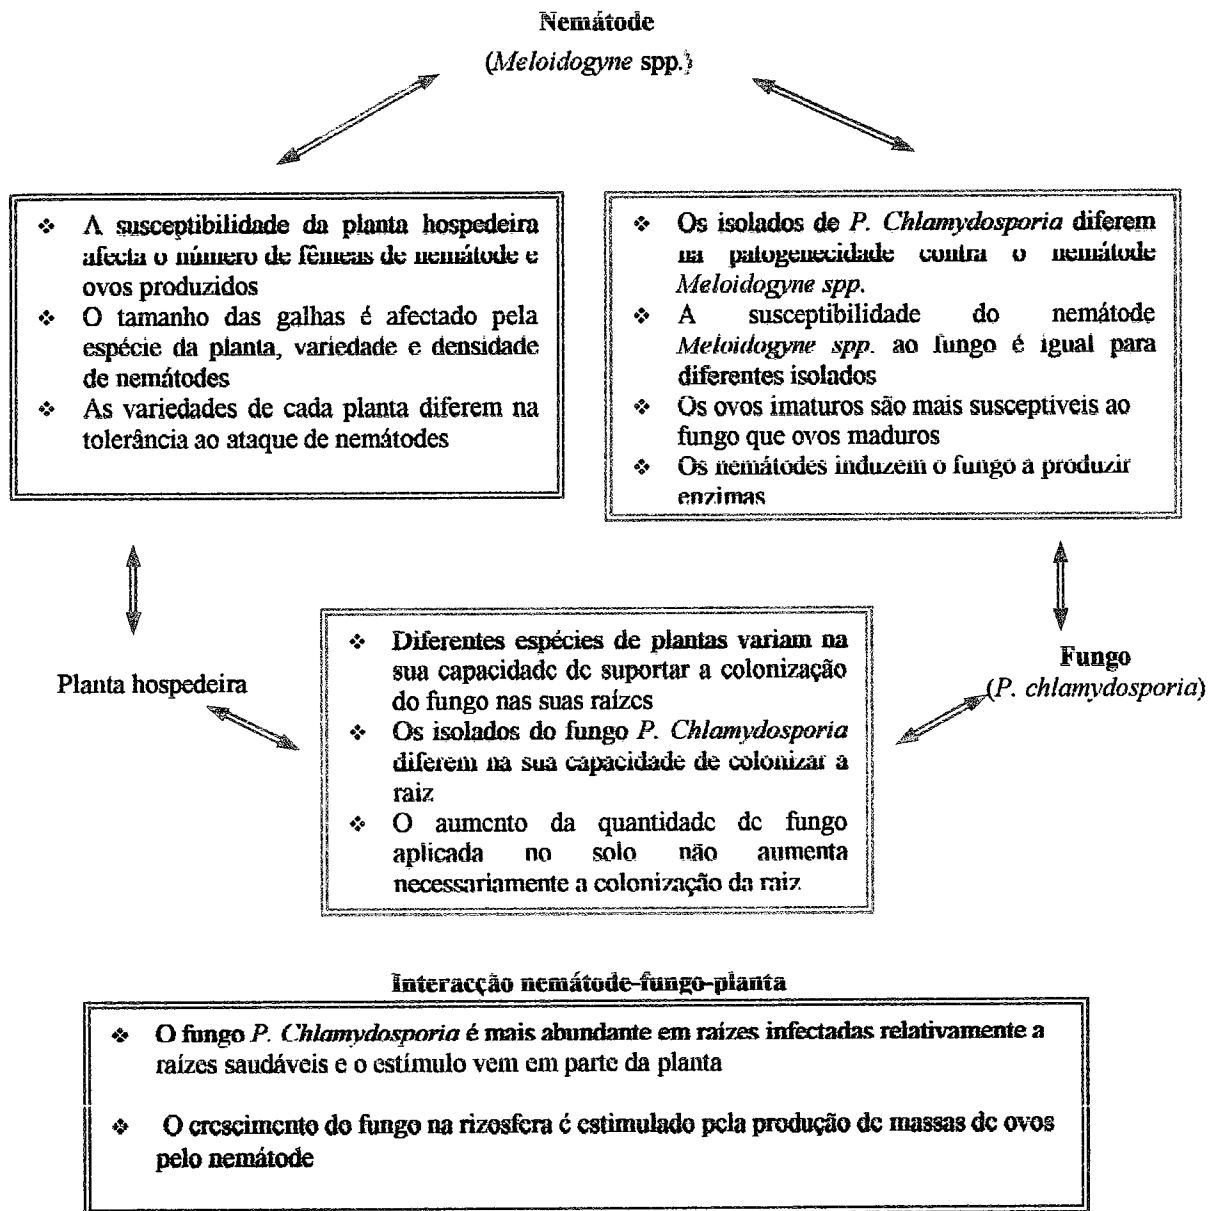 Nemátode
(Meloidogyne spp.)
❖ A susceptibilidade da planta hospedeira
afecta o número de fêmeas de nemátode e
ovos produzidos
❖ O tamanho das galhas é afectado pela
espécie da planta, variedade e densidade
de nemátodes
❖ As variedades de cada planta diferem na
tolerância ao ataque de nemátodes
❖ Os isolados de P. Chlamydosporia diferem
na patogenecidade contra o nemátode
Meloidogyne spp.
❖ A susceptibilidade do nemátode
Meloidogyne spp. ao fungo é igual para
diferentes isolados
❖ Os ovos imaturos são mais susceptiveis ao
fungo que ovos maduros
❖ Os nemátodes induzem o fungo a produzir
enzimas
Planta hospedeira
❖ Diferentes espécies de plantas variam na
sua capacidade de suportar a colonização
do fungo nas suas raízes
❖ Os isolados do fungo P. Chlamydosporia
diferem na sua capacidade de colonizar a
raiz
❖ O aumento da quantidade de fungo
aplicada no solo não aumenta
necessariamente a colonização da raiz
Fungo
(P. chlamydosporia)
Interacção nemátode-fungo-planta
❖ O fungo P. Chlamydosporia é mais abundante em raízes infectadas relativamente a
raízes saudáveis e o estímulo vem em parte da planta
❖ O crescimento do fungo na rizosfera é estimulado pela produção de massas de ovos
pelo nemátode